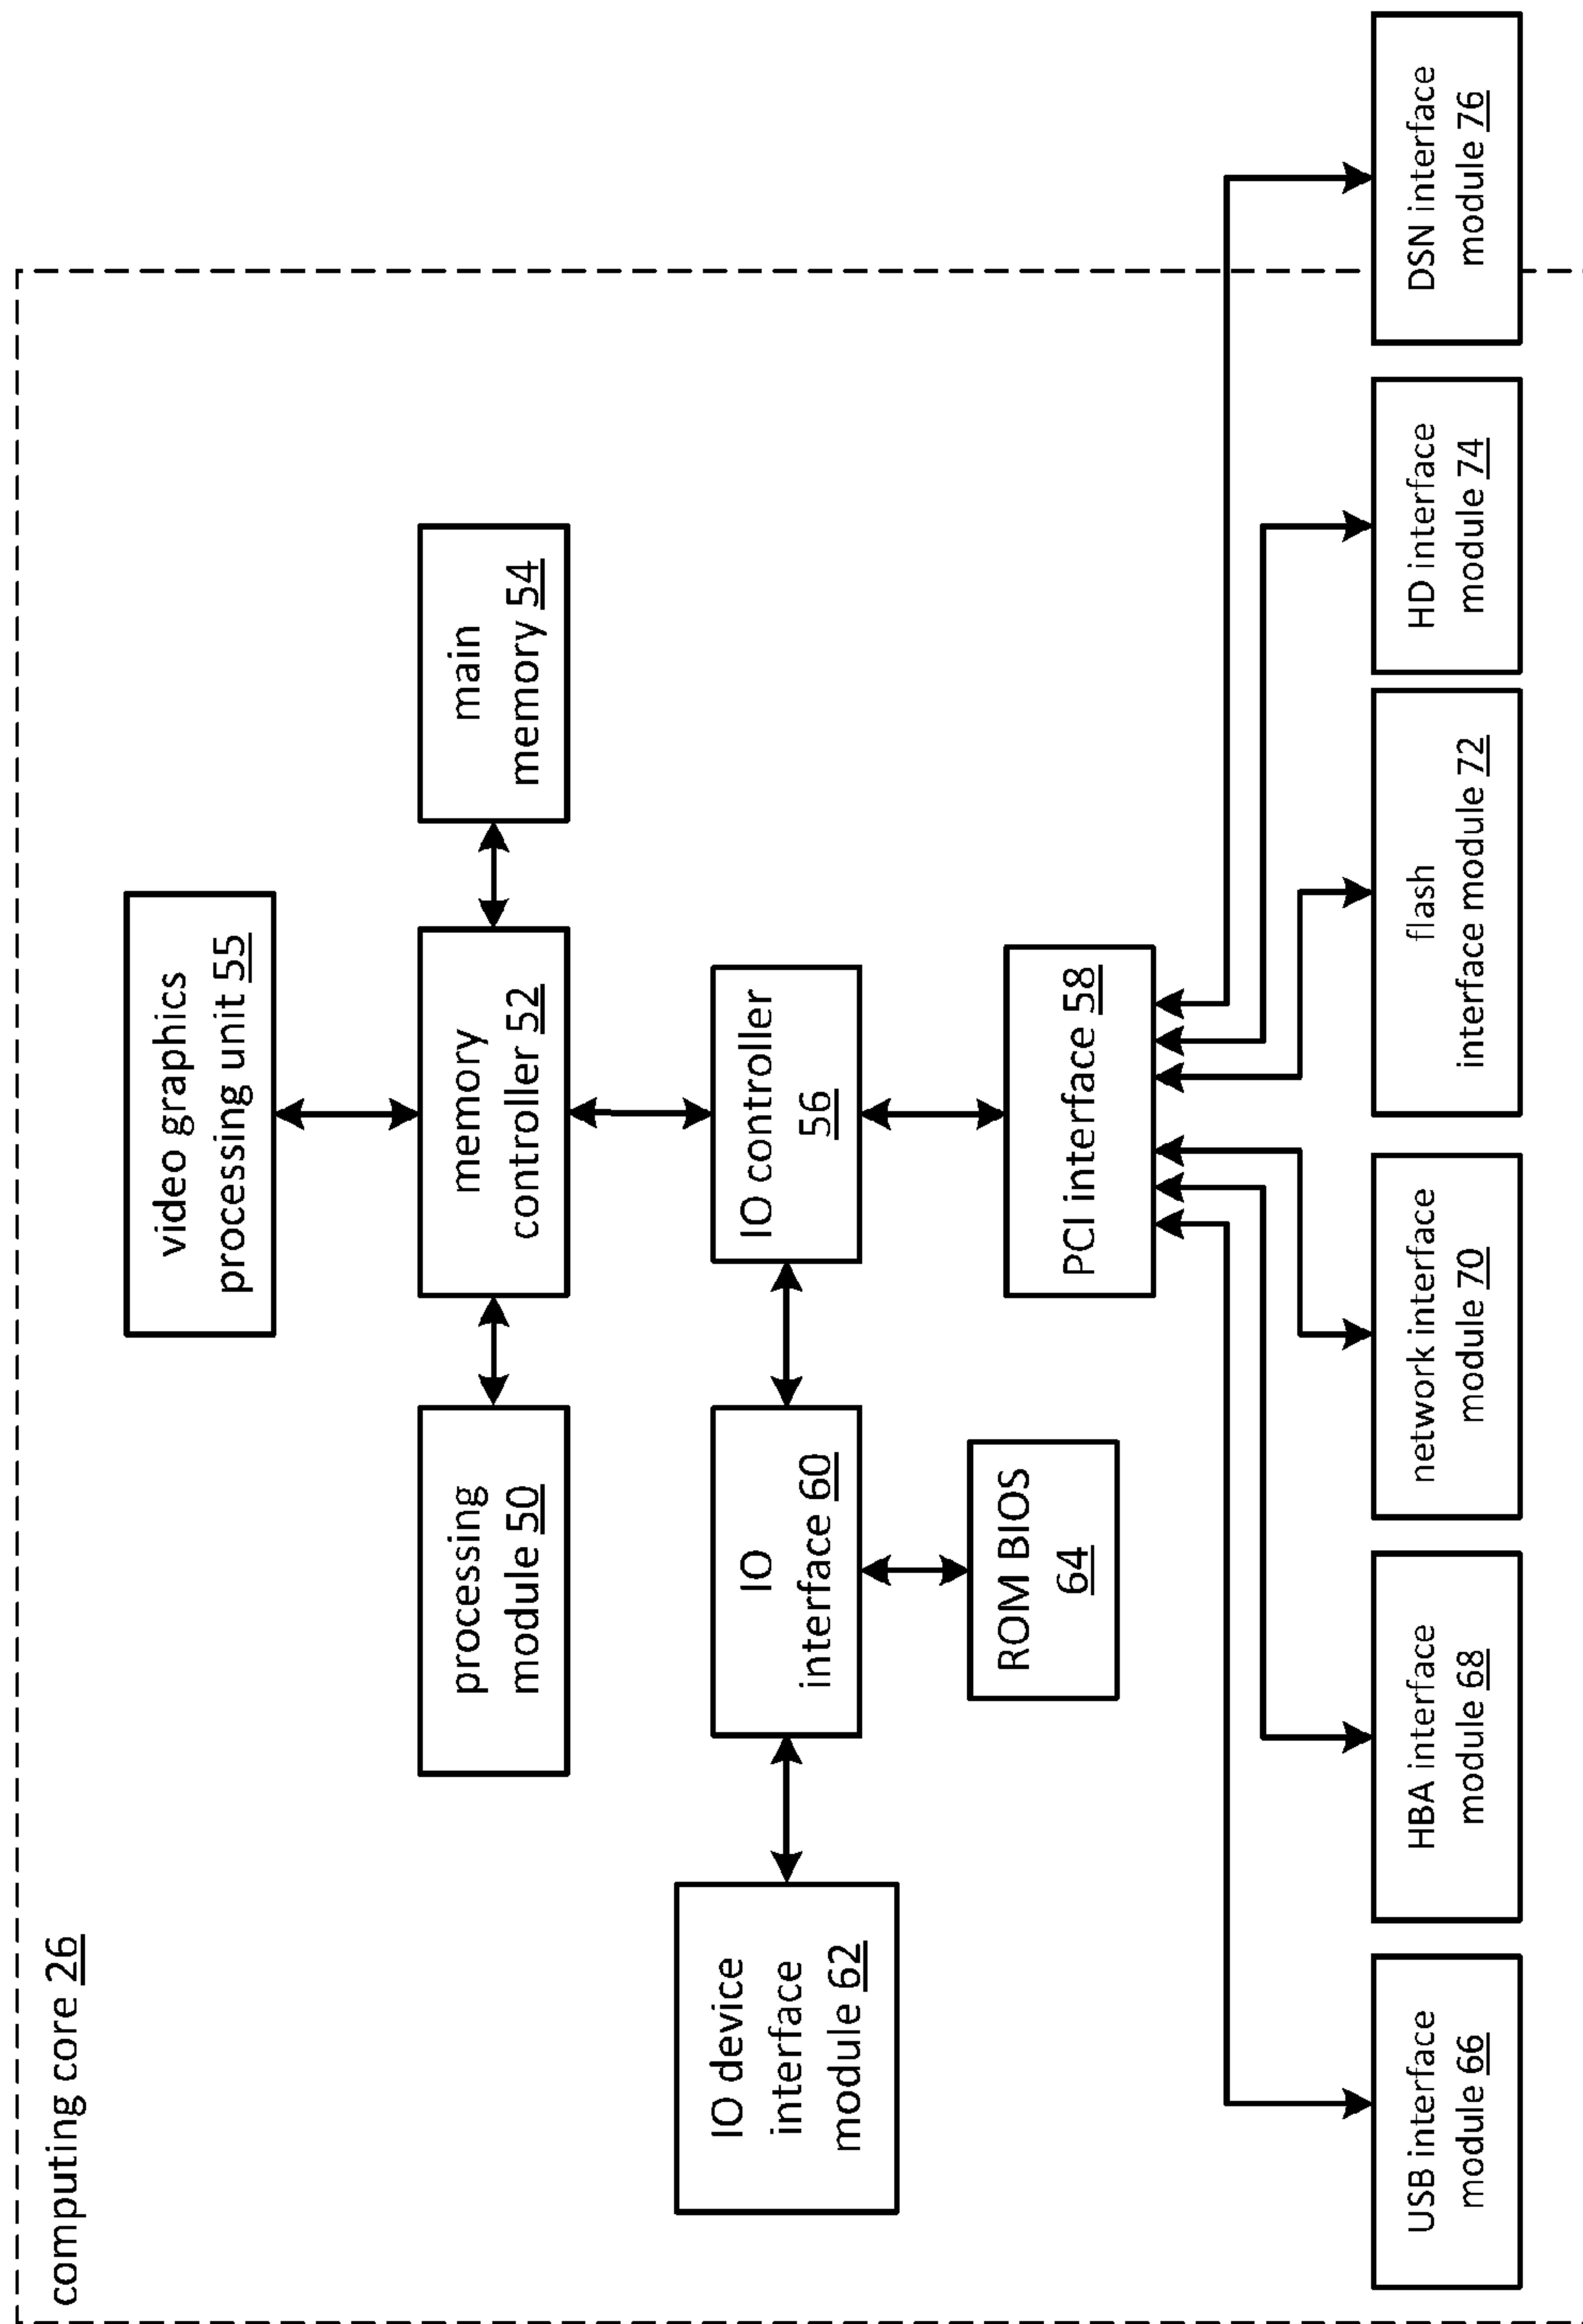 computing core 26
video graphics
processing unit 55
processing
module 50
memory
controller 52
main
memory 54
IO device
interface
module 62
IO
interface 60
IO controller
56
ROM BIOS
64
PCI interface 58
USB interface
module 66
HBA interface
module 68
network interface
module 70
flash
interface module 72
HD interface
module 74
DSN interface
module 76